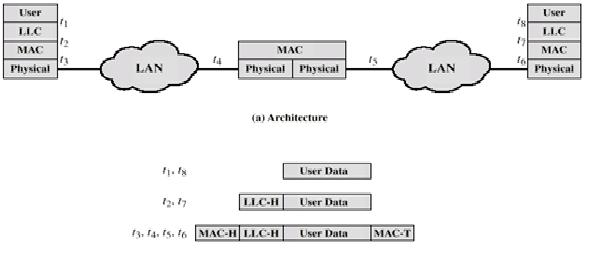 User
t1
LLC
t2
MAC
t3
Physical
LAN
t4
MAC
Physical Physical
t5
LAN
User
t8
LLC
t7
MAC
t6
Physical
(a) Architecture
t1, t8 User Data
t2, t7 LLC-H User Data
t3, t4, t5, t6 MAC-H LLC-H User Data MAC-T